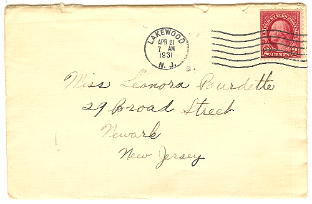 LAKEWOOD
APR 21
7 AM
1931
N. J.
Miss Leonora Burdette
29 Broad Street
Newark
New Jersey